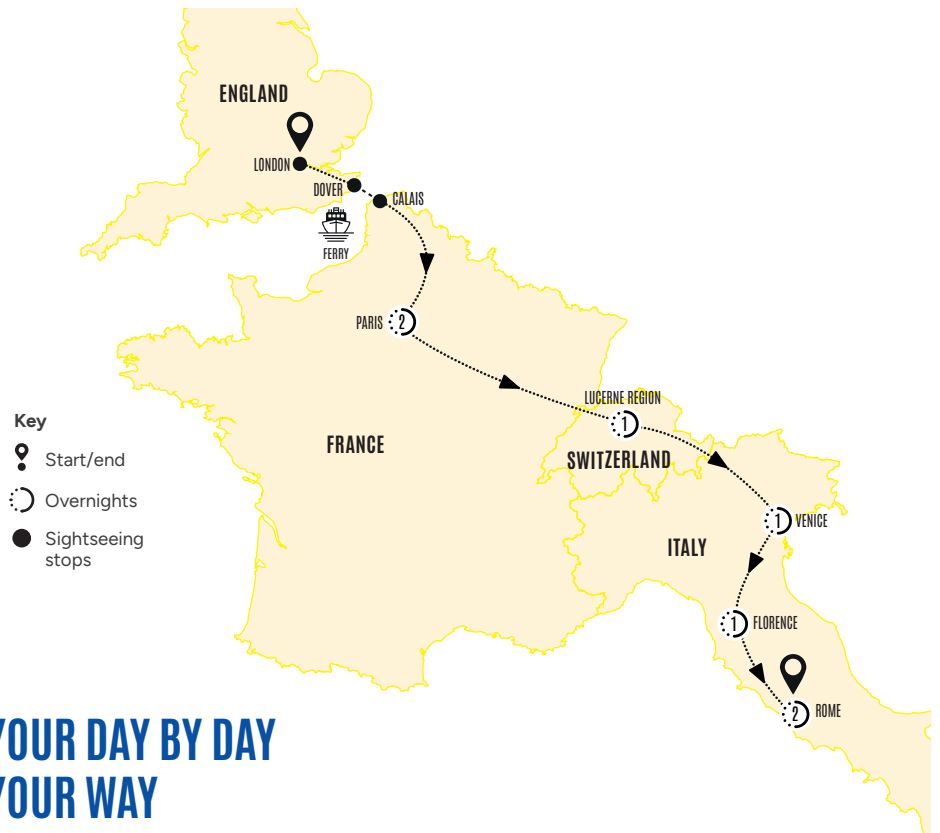 ENGLAND
LONDON
DOVER
CALAIS
FERRY
PARIS
2
LUCERNE REGION
1
FRANCE
SWITZERLAND
1
VENICE
ITALY
1
FLORENCE
2
ROME
Key
Start/end
Overnights
Sightseeing
stops
YOUR DAY BY DAY
YOUR WAY